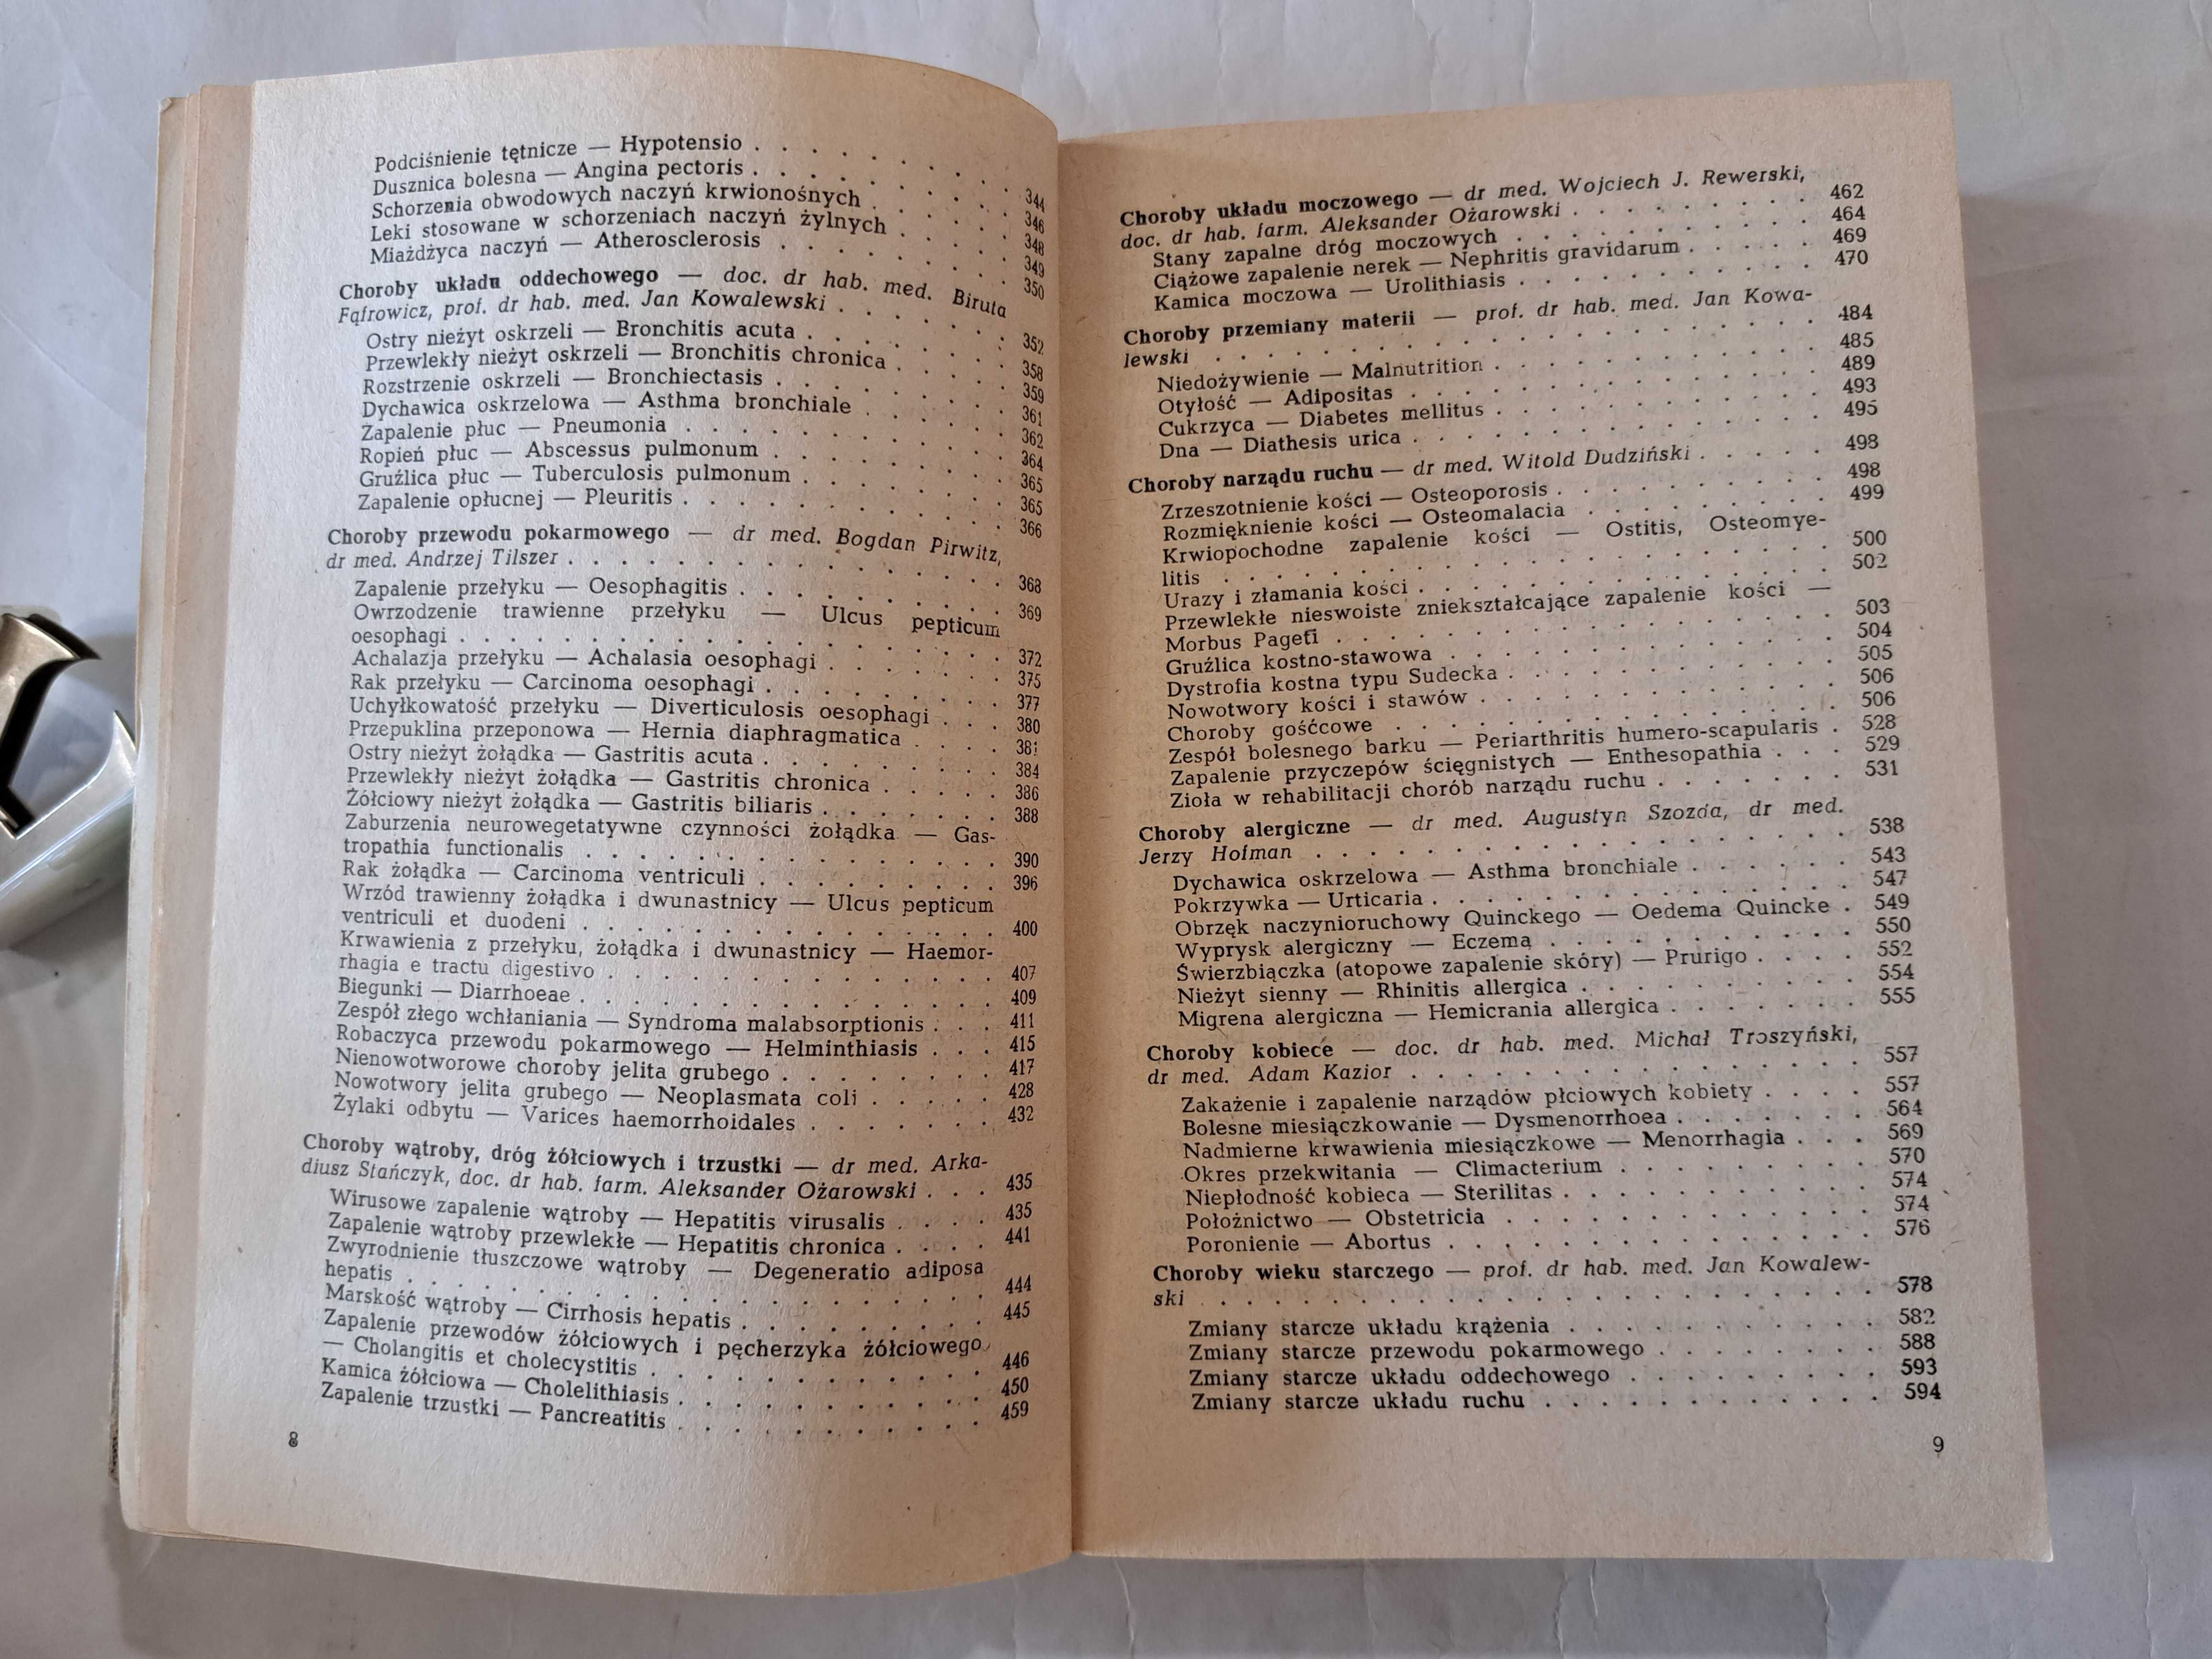 Podciśnienie tętnicze — Hypotensio . . . . . . . 344
Dusznica bolesna — Angina pectoris . . . . . . . 346
Schorzenia obwodowych naczyń krwionośnych . . . . 348
Leki stosowane w schorzeniach naczyń żylnych . . . 349
Miażdżyca naczyń — Atherosclerosis . . . . . . . 350
Choroby układu oddechowego — doc. dr hab. med. Biruta
Fąfrowicz, prof. dr hab. med. Jan Kowalewski . . . . . 352
Ostry nieżyt oskrzeli — Bronchitis acuta . . . . . . 358
Przewlekły nieżyt oskrzeli — Bronchitis chronica . . . . 359
Rozstrzenie oskrzeli — Bronchiectasis . . . . . . . 361
Dychawica oskrzelowa — Asthma bronchiale . . . . . 362
Zapalenie płuc — Pneumonia . . . . . . . . . 364
Ropień płuc — Abscessus pulmonum . . . . . . . 365
Gruźlica płuc — Tuberculosis pulmonum . . . . . . 365
Zapalenie opłucnej — Pleuritis . . . . . . . . . 366
Choroby przewodu pokarmowego — dr med. Bogdan Pirwitz,
dr med. Andrzej Tilszer . . . . . . . . . . . . 368
Zapalenie przełyku — Oesophagitis . . . . . . . . 369
Owrzodzenie trawienne przełyku — Ulcus pepticum
oesophagi . . . . . . . . . . . . . . . 372
Achalazja przełyku — Achalasia oesophagi . . . . . . 375
Rak przełyku — Carcinoma oesophagi . . . . . . . 377
Uchyłkowatość przełyku — Diverticulosis oesophagi . . . 380
Przepuklina przeponowa — Hernia diaphragmatica . . . 381
Ostry nieżyt żołądka — Gastritis acuta . . . . . . . 384
Przewlekły nieżyt żołądka — Gastritis chronica . . . . 386
Żółciowy nieżyt żołądka — Gastritis biliaris . . . . . . 388
Zaburzenia neurowegetatywne czynności żołądka — Gas-
tropathia functionalis . . . . . . . . . . . . 390
Rak żołądka — Carcinoma ventriculi . . . . . . . . 396
Wrzód trawienny żołądka i dwunastnicy — Ulcus pepticum
ventriculi et duodeni . . . . . . . . . . . . 400
Krwawienia z przełyku, żołądka i dwunastnicy — Haemor-
rhagia e tractu digestivo . . . . . . . . . . . 407
Biegunki — Diarrhoeae . . . . . . . . . . . . 409
Zespół złego wchłaniania — Syndroma malabsorptionis . . . 411
Robaczyca przewodu pokarmowego — Helminthiasis . . . 415
Nienowotworowe choroby jelita grubego . . . . . . . 417
Nowotwory jelita grubego — Neoplasmata coli . . . . . 428
Żylaki odbytu — Varices haemorrhoidales . . . . . . . 432
Choroby wątroby, dróg żółciowych i trzustki — dr med. Arka-
diusz Stańczyk, doc. dr hab. farm. Aleksander Ożarowski . . . 435
Wirusowe zapalenie wątroby — Hepatitis virusalis . . . . 435
Zapalenie wątroby przewlekłe — Hepatitis chronica . . . . 441
Zwyrodnienie tłuszczowe wątroby — Degeneratio adiposa
hepatis . . . . . . . . . . . . . . . . 444
Marskość wątroby — Cirrhosis hepatis . . . . . . . . 445
Zapalenie przewodów żółciowych i pęcherzyka żółciowego
— Cholangitis et cholecystitis . . . . . . . . . . 446
Kamica żółciowa — Cholelithiasis . . . . . . . . . 450
Zapalenie trzustki — Pancreatitis . . . . . . . . . 459
8
Choroby układu moczowego — dr med. Wojciech J. Rewerski,
doc. dr hab. farm. Aleksander Ożarowski . . . . . . . 462
Stany zapalne dróg moczowych . . . . . . . . . 464
Ciążowe zapalenie nerek — Nephritis gravidarum . . . . 469
Kamica moczowa — Urolithiasis . . . . . . . . . 470
Choroby przemiany materii — prof. dr hab. med. Jan Kowa-
lewski . . . . . . . . . . . . . . . . . 484
Niedożywienie — Malnutrition . . . . . . . . . . 485
Otyłość — Adipositas . . . . . . . . . . . . 489
Cukrzyca — Diabetes mellitus . . . . . . . . . . 493
Dna — Diathesis urica . . . . . . . . . . . . 495
Choroby narządu ruchu — dr med. Witold Dudziński . . . . . 498
Zrzeszotnienie kości — Osteoporosis . . . . . . . . 498
Rozmięknienie kości — Osteomalacia . . . . . . . . 499
Krwiopochodne zapalenie kości — Ostitis, Osteomye-
litis . . . . . . . . . . . . . . . . . 500
Urazy i złamania kości . . . . . . . . . . . . 502
Przewlekłe nieswoiste zniekształcające zapalenie kości —
Morbus Pageti . . . . . . . . . . . . . . 503
Gruźlica kostno-stawowa . . . . . . . . . . . 504
Dystrofia kostna typu Sudecka . . . . . . . . . . 505
Nowotwory kości i stawów . . . . . . . . . . . 506
Choroby gośćcowe . . . . . . . . . . . . . 506
Zespół bolesnego barku — Periarthritis humero-scapularis . 528
Zapalenie przyczepów ścięgnistych — Enthesopathia . . . 529
Zioła w rehabilitacji chorób narządu ruchu . . . . . . . 531
Choroby alergiczne — dr med. Augustyn Szozda, dr med.
Jerzy Hofman . . . . . . . . . . . . . . . 538
Dychawica oskrzelowa — Asthma bronchiale . . . . . . 543
Pokrzywka — Urticaria . . . . . . . . . . . . 547
Obrzęk naczynioruchowy Quinckego — Oedema Quincke . 549
Wyprysk alergiczny — Eczema . . . . . . . . . . 550
Świerzbiączka (atopowe zapalenie skóry) — Prurigo . . . . 552
Nieżyt sienny — Rhinitis allergica . . . . . . . . . 554
Migrena alergiczna — Hemicrania allergica . . . . . . 555
Choroby kobiece — doc. dr hab. med. Michał Troszyński,
dr med. Adam Kazior . . . . . . . . . . . . . 557
Zakażenie i zapalenie narządów płciowych kobiety . . . . 557
Bolesne miesiączkowanie — Dysmenorrhoea . . . . . . 564
Nadmierne krwawienia miesiączkowe — Menorrhagia . . . 569
Okres przekwitania — Climacterium . . . . . . . . 570
Niepłodność kobieca — Sterilitas . . . . . . . . . . 574
Położnictwo — Obstetricia . . . . . . . . . . . 574
Poronienie — Abortus . . . . . . . . . . . . . 576
Choroby wieku starczego — prof. dr hab. med. Jan Kowalew-
ski . . . . . . . . . . . . . . . . . . . 578
Zmiany starcze układu krążenia . . . . . . . . . . 582
Zmiany starcze przewodu pokarmowego . . . . . . . 588
Zmiany starcze układu oddechowego . . . . . . . . 593
Zmiany starcze układu ruchu . . . . . . . . . . . 594
9